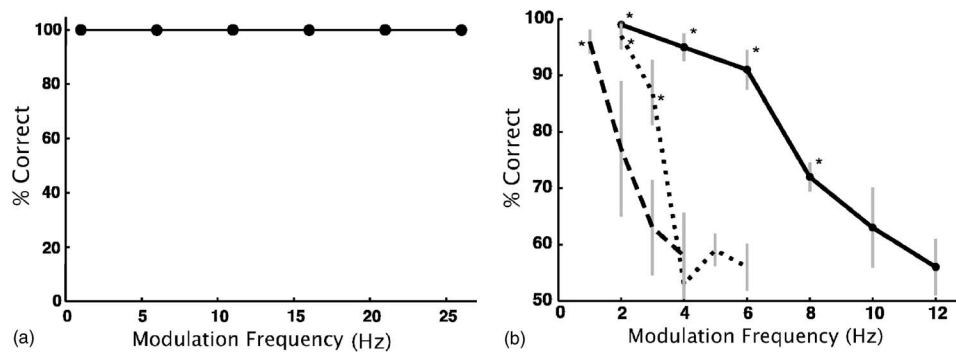 100
80
60
40
20
0
% Correct
0 5 10 15 20 25
(a) Modulation Frequency (Hz)
100
90
80
70
60
50
% Correct
* * * * * * *
0 2 4 6 8 10 12
(b) Modulation Frequency (Hz)